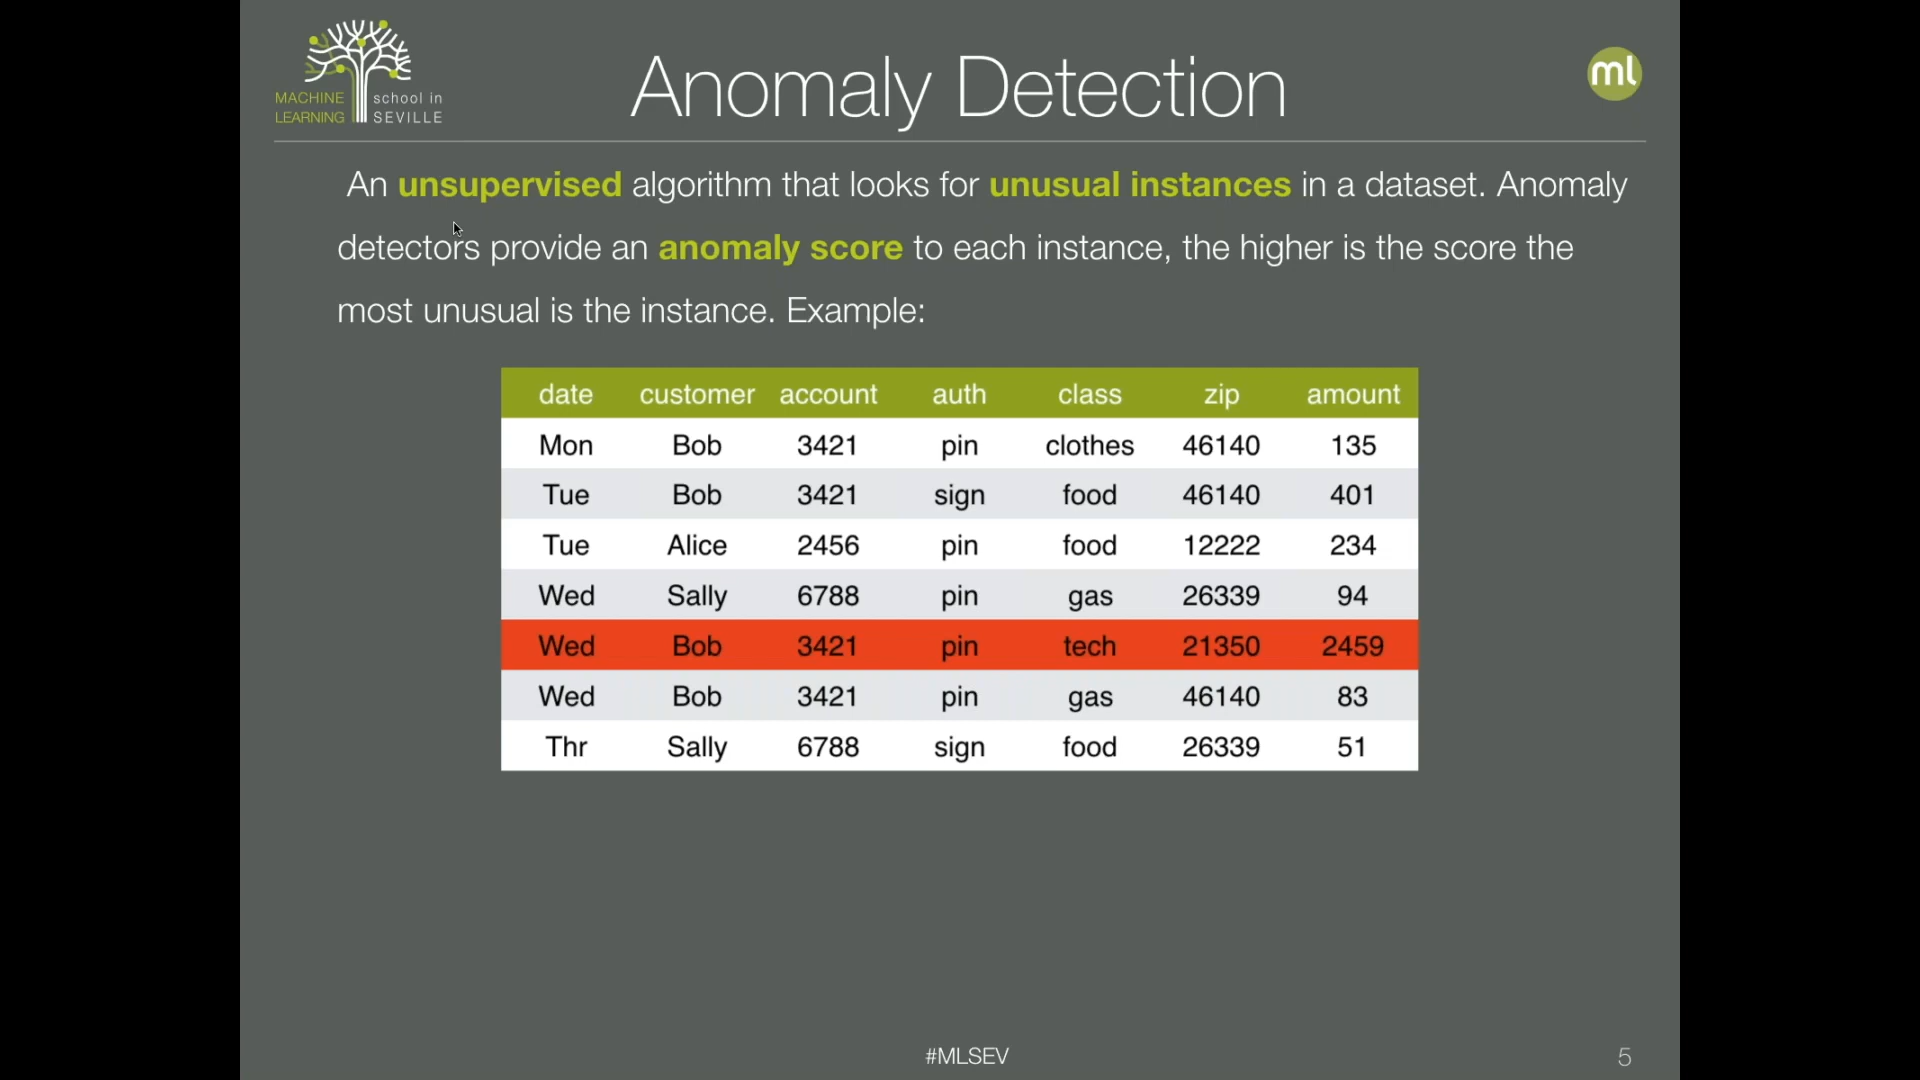 MACHINE school in
LEARNING SEVILLE
Anomaly Detection
ml
An unsupervised algorithm that looks for unusual instances in a dataset. Anomaly
detectors provide an anomaly score to each instance, the higher is the score the
most unusual is the instance. Example:
date customer account auth class zip amount
Mon Bob 3421 pin clothes 46140 135
Tue Bob 3421 sign food 46140 401
Tue Alice 2456 pin food 12222 234
Wed Sally 6788 pin gas 26339 94
Wed Bob 3421 pin tech 21350 2459
Wed Bob 3421 pin gas 46140 83
Thr Sally 6788 sign food 26339 51
#MLSEV
5